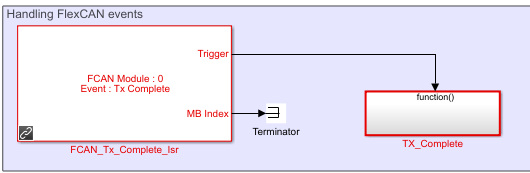 Handling FlexCAN events
Trigger
FCAN Module : 0
Event : Tx Complete
MB Index
Terminator
FCAN_Tx_Complete_Isr
function()
TX_Complete